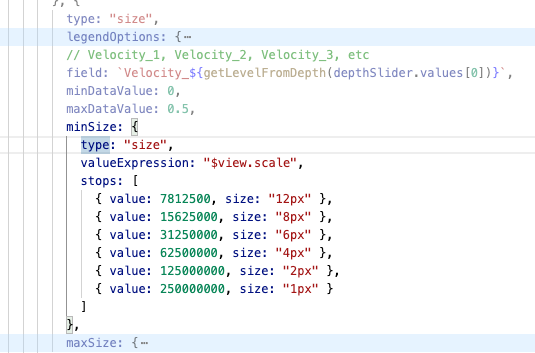 }, {
type: "size",
legendOptions: {⋯
// Velocity_1, Velocity_2, Velocity_3, etc
field: `Velocity_${getLevelFromDepth(depthSlider.values[0])}`,
minDataValue: 0,
maxDataValue: 0.5,
minSize: {
type: "size",
valueExpression: "$view.scale",
stops: [
{ value: 7812500, size: "12px" },
{ value: 15625000, size: "8px" },
{ value: 31250000, size: "6px" },
{ value: 62500000, size: "4px" },
{ value: 125000000, size: "2px" },
{ value: 250000000, size: "1px" }
]
},
maxSize: {⋯